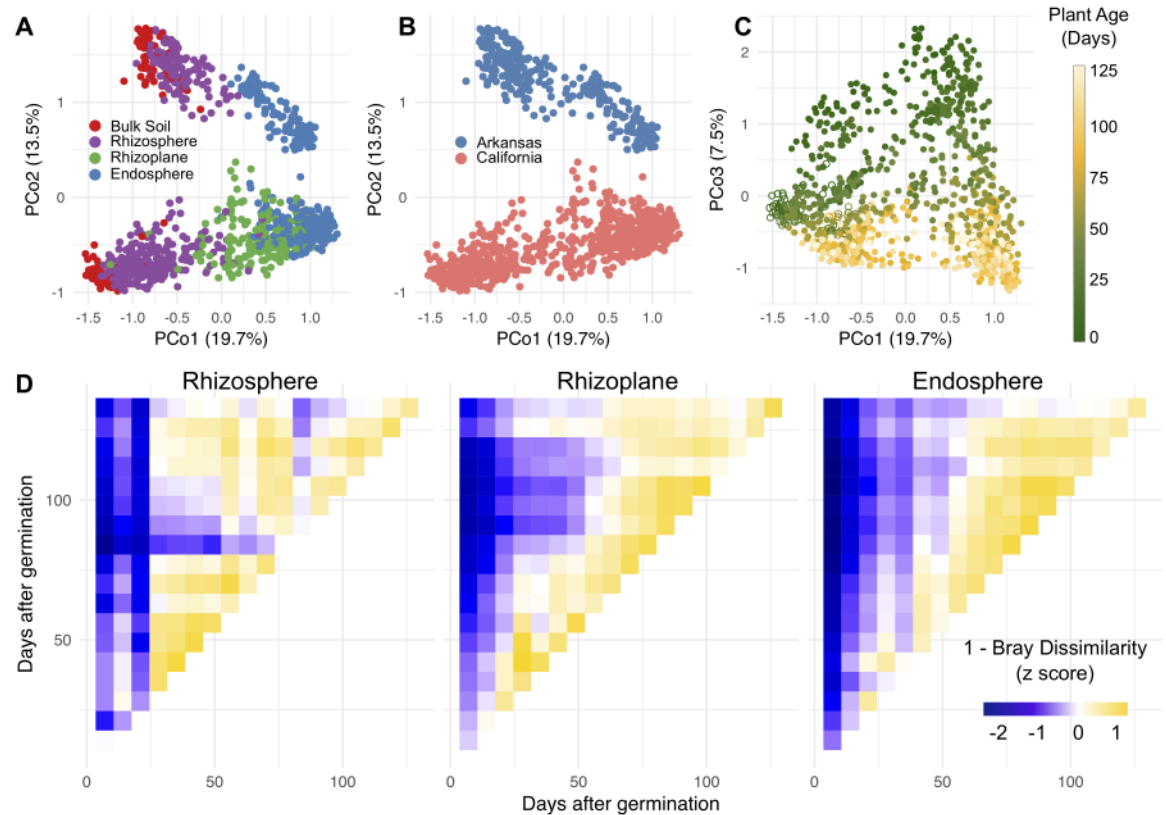 A
PCo2 (13.5%)
1
0
-1
Bulk Soil
Rhizosphere
Rhizoplane
Endosphere
-1.5 -1.0 -0.5 0.0 0.5 1.0
PCo1 (19.7%)
B
PCo2 (13.5%)
1
0
-1
Arkansas
California
-1.5 -1.0 -0.5 0.0 0.5 1.0
PCo1 (19.7%)
C
PCo3 (7.5%)
2
1
0
-1
-1.5 -1.0 -0.5 0.0 0.5 1.0
PCo1 (19.7%)
Plant Age
(Days)
125
100
75
50
25
0
D
Rhizosphere
Rhizoplane
Endosphere
Days after germination
100
50
0 50 100
0 50 100
0 50 100
Days after germination
1 - Bray Dissimilarity
(z score)
-2 -1 0 1